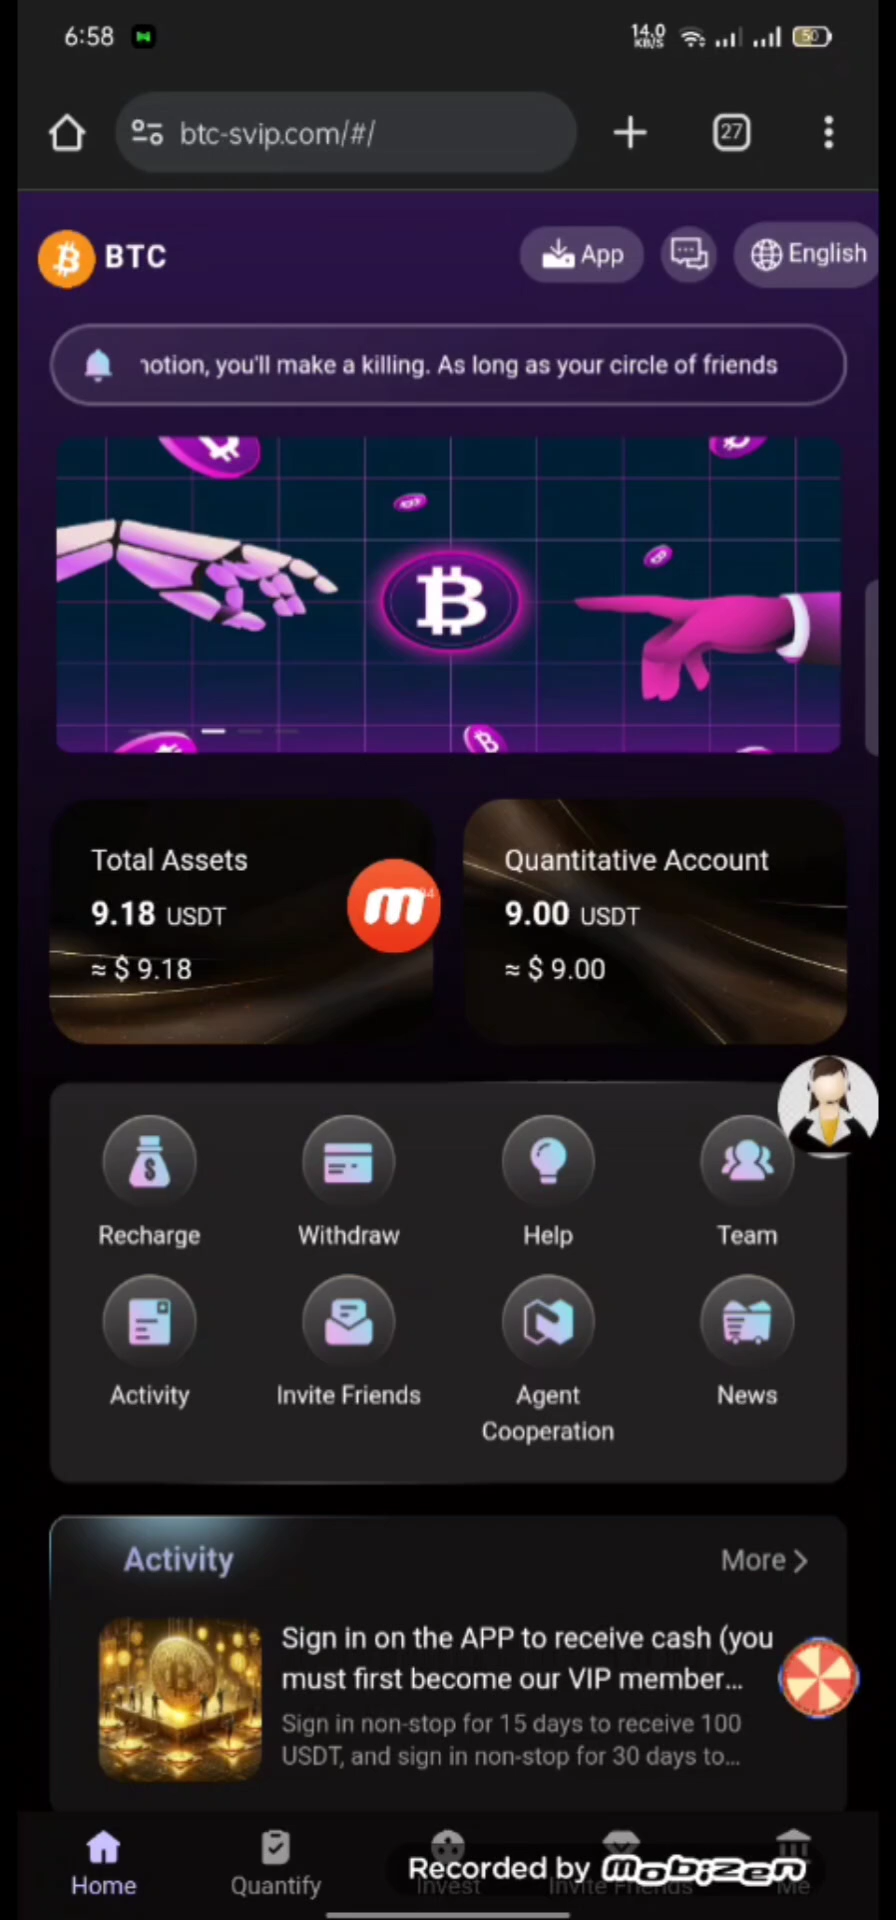 6:58
14.0
KB/S
50
btc-svip.com/#/
27
BTC
App
English
notion, you'll make a killing. As long as your circle of friends
Total Assets
9.18 USDT
≈ $ 9.18
Quantitative Account
9.00 USDT
≈ $ 9.00
Recharge
Withdraw
Help
Team
Activity
Invite Friends
Agent
Cooperation
News
Activity
More
Sign in on the APP to receive cash (you
must first become our VIP member...
Sign in non-stop for 15 days to receive 100
USDT, and sign in non-stop for 30 days to...
Home
Quantify
Invest
Invite Friends
Me
Recorded by mobizen